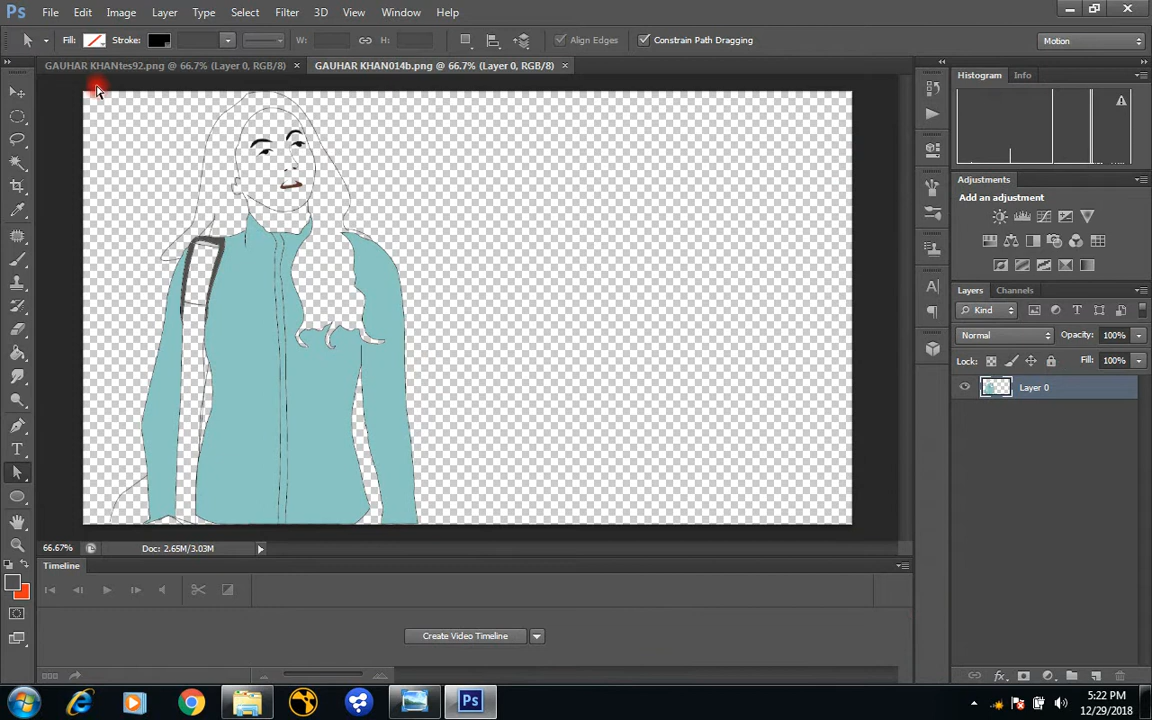 Ps File Edit Image Layer Type Select Filter 3D View Window Help
Fill: Stroke: W: H: Align Edges Constrain Path Dragging Motion
GAUHAR KHANtes92.png @ 66.7% (Layer 0, RGB/8) × GAUHAR KHAN014b.png @ 66.7% (Layer 0, RGB/8) ×
Histogram Info
Adjustments
Add an adjustment
Layers Channels
Kind
Normal Opacity: 100%
Lock: Fill: 100%
Layer 0
66.67% Doc: 2.65M/3.03M
Timeline
Create Video Timeline
Ps
5:22 PM
12/29/2018